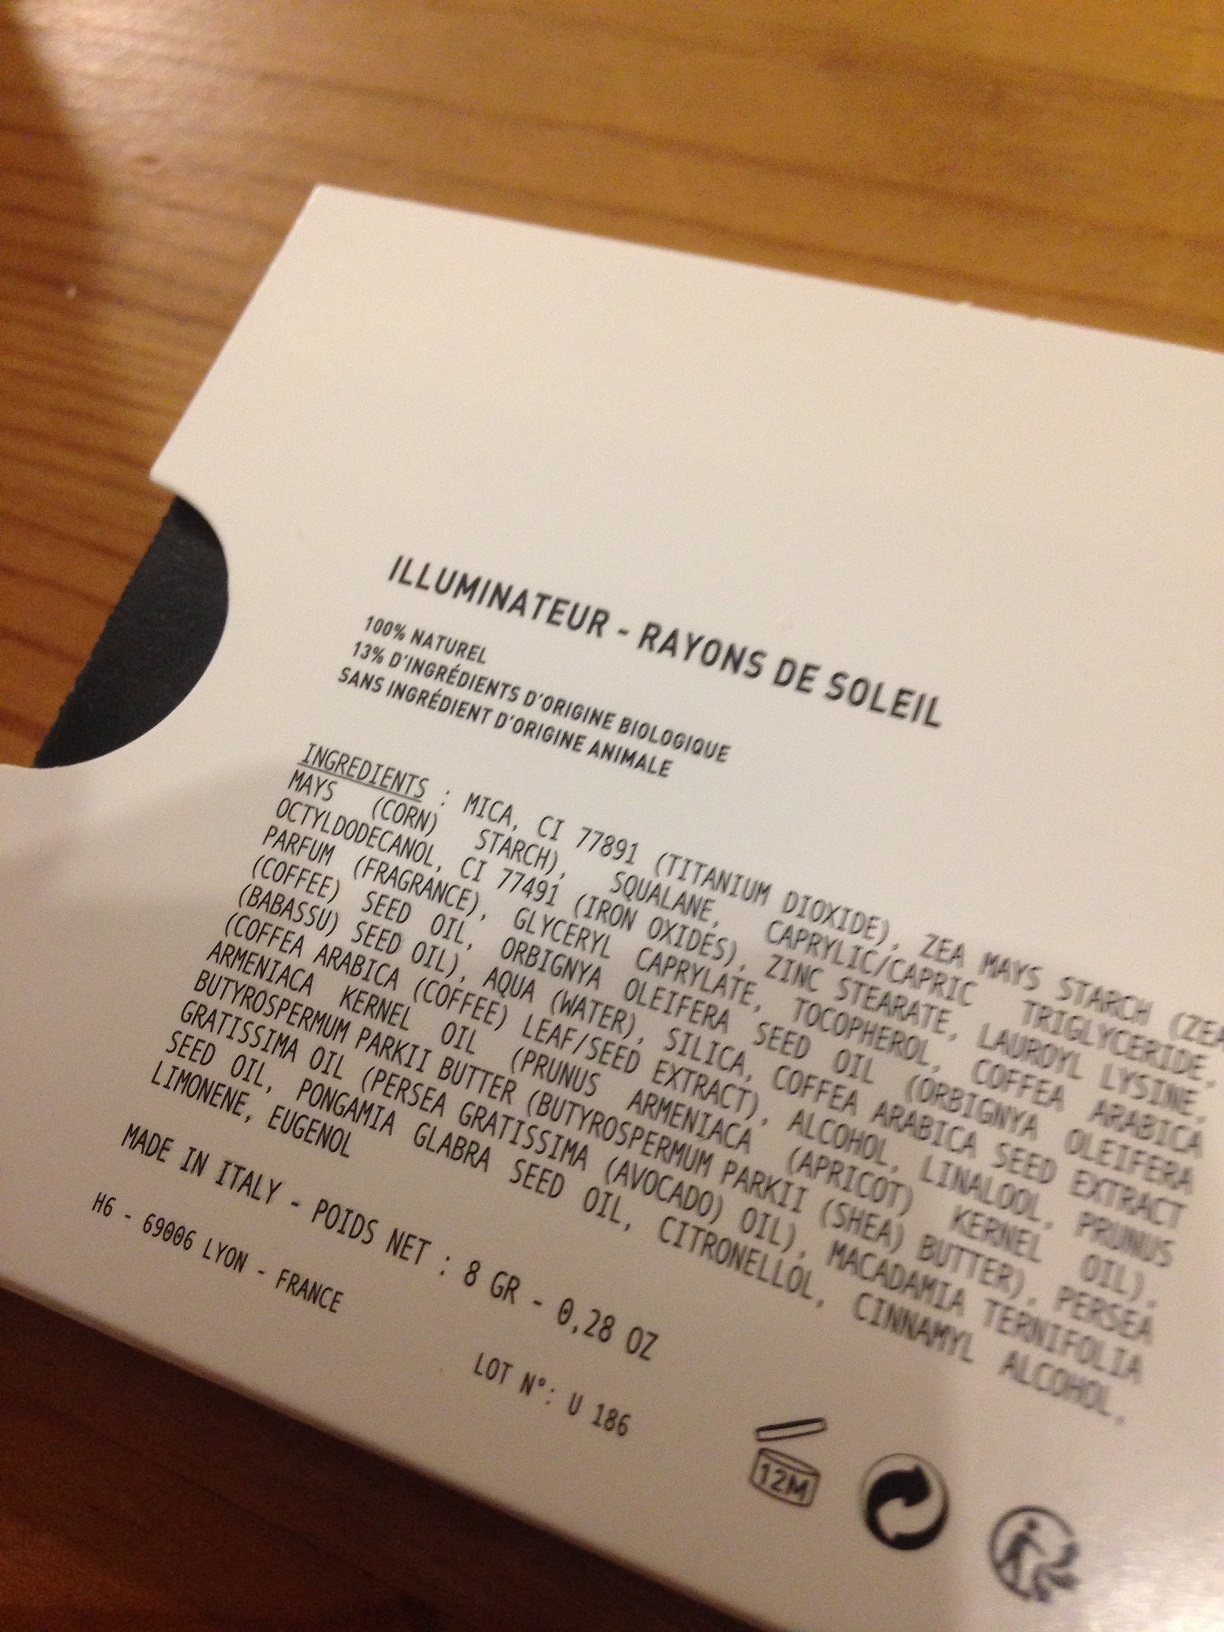 ILLUMINATEUR - RAYONS DE SOLEIL
100% NATUREL
13% D'INGRÉDIENTS D'ORIGINE BIOLOGIQUE
SANS INGRÉDIENT D'ORIGINE ANIMALE
INGREDIENTS : MICA, CI 77891 (TITANIUM DIOXIDE), ZEA MAYS STARCH (ZEA
MAYS (CORN) STARCH), SQUALANE, CAPRYLIC/CAPRIC TRIGLYCERIDE,
OCTYLDODECANOL, CI 77491 (IRON OXIDES), ZINC STEARATE, LAUROYL LYSINE,
PARFUM (FRAGRANCE), GLYCERYL CAPRYLATE, TOCOPHEROL, COFFEA ARABICA
(COFFEE) SEED OIL, ORBIGNYA OLEIFERA SEED OIL (ORBIGNYA OLEIFERA
(BABASSU) SEED OIL), AQUA (WATER), SILICA, COFFEA ARABICA SEED EXTRACT
(COFFEA ARABICA (COFFEE) LEAF/SEED EXTRACT), ALCOHOL, LINALOOL, PRUNUS
ARMENIACA KERNEL OIL (PRUNUS ARMENIACA (APRICOT) KERNEL OIL),
BUTYROSPERMUM PARKII BUTTER (BUTYROSPERMUM PARKII (SHEA) BUTTER), PERSEA
GRATISSIMA OIL (PERSEA GRATISSIMA (AVOCADO) OIL), MACADAMIA TERNIFOLIA
SEED OIL, PONGAMIA GLABRA SEED OIL, CITRONELLOL, CINNAMYL ALCOHOL,
LIMONENE, EUGENOL
MADE IN ITALY - POIDS NET : 8 GR - 0,28 OZ
H6 - 69006 LYON - FRANCE
LOT N°: U 186
12M